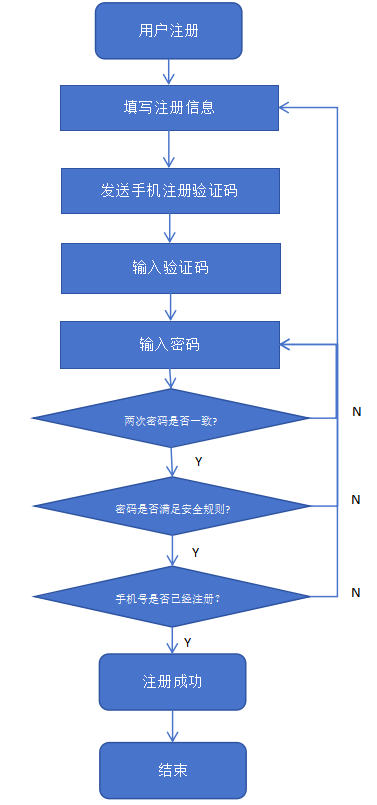 用户注册
填写注册信息
发送手机注册验证码
输入验证码
输入密码
两次密码是否一致?
N
Y
密码是否满足安全规则?
N
Y
手机号是否已经注册?
N
Y
注册成功
结束